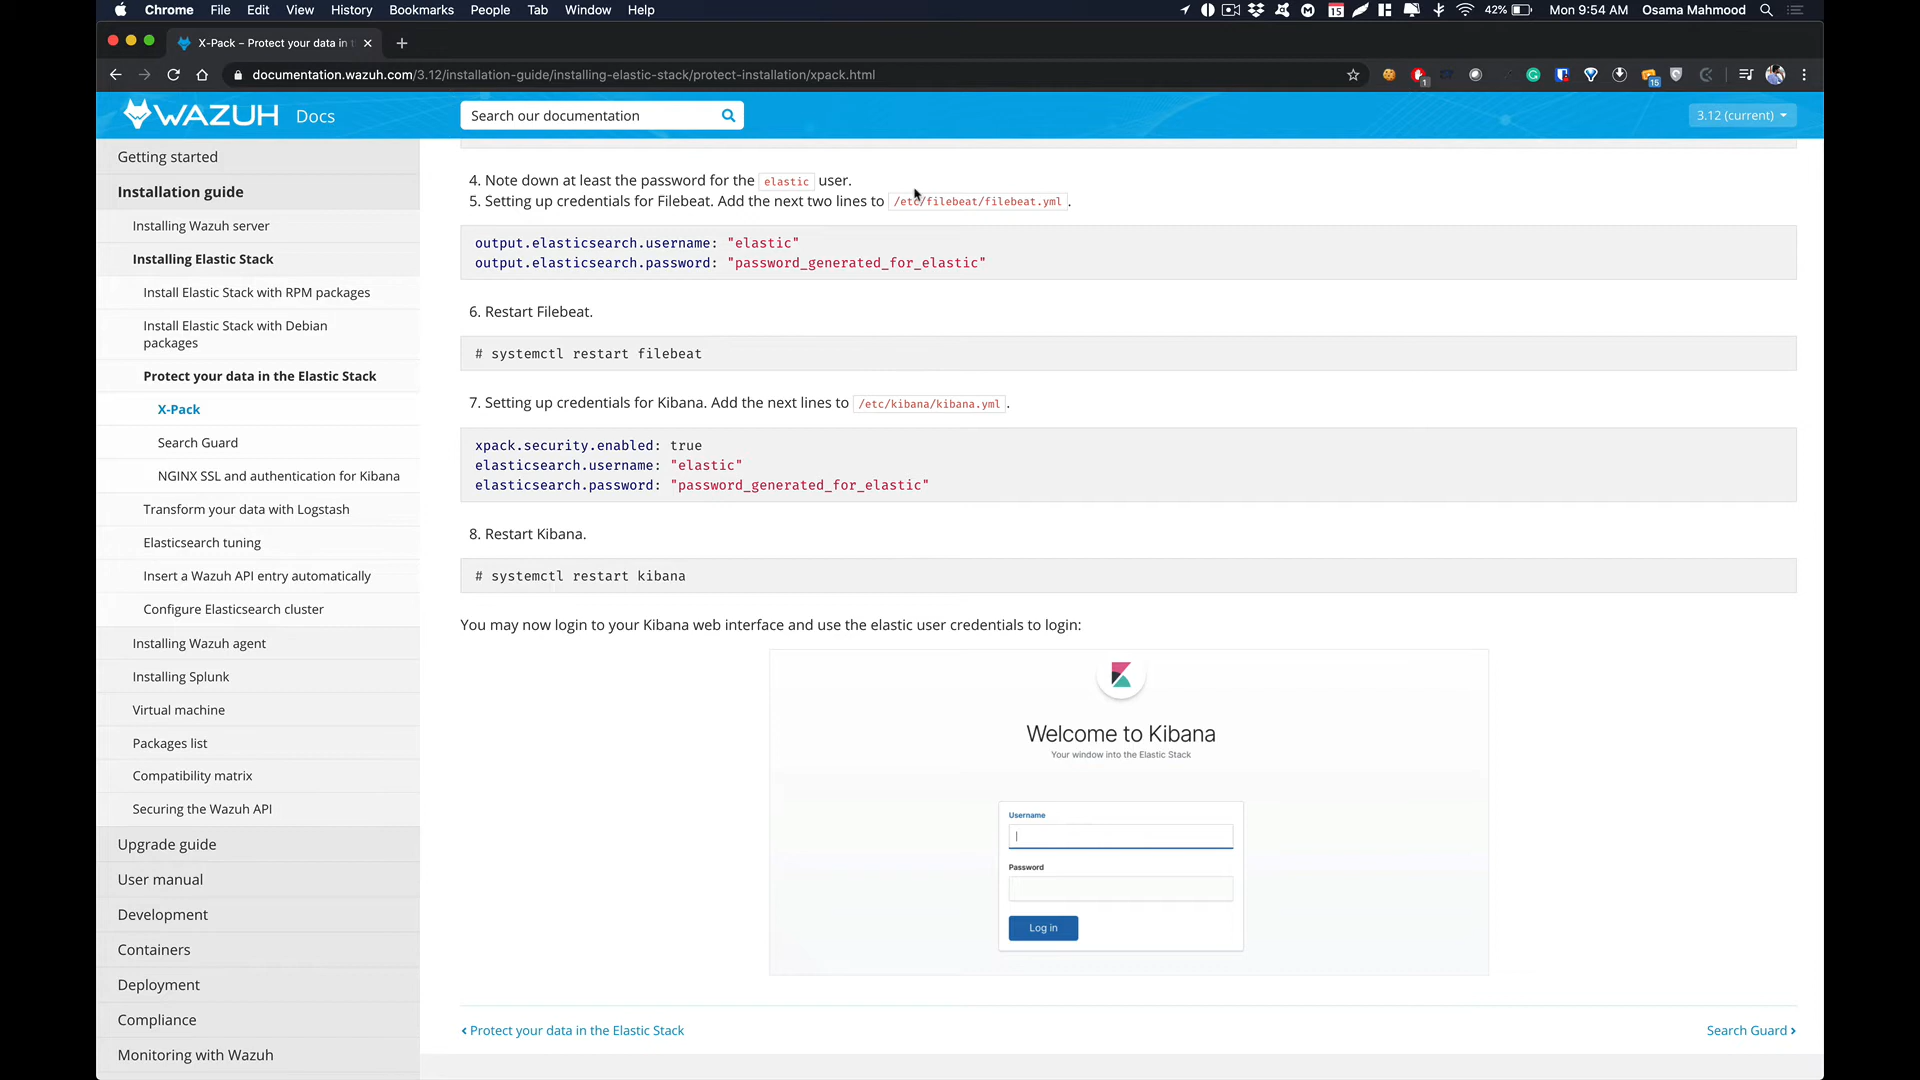 Chrome File Edit View History Bookmarks People Tab Window Help 15 42% Mon 9:54 AM Osama Mahmood
X-Pack – Protect your data in
documentation.wazuh.com/3.12/installation-guide/installing-elastic-stack/protect-installation/xpack.html
WAZUH Docs
Search our documentation
3.12 (current)
Getting started
Installation guide
Installing Wazuh server
Installing Elastic Stack
Install Elastic Stack with RPM packages
Install Elastic Stack with Debian
packages
Protect your data in the Elastic Stack
X-Pack
Search Guard
NGINX SSL and authentication for Kibana
Transform your data with Logstash
Elasticsearch tuning
Insert a Wazuh API entry automatically
Configure Elasticsearch cluster
Installing Wazuh agent
Installing Splunk
Virtual machine
Packages list
Compatibility matrix
Securing the Wazuh API
Upgrade guide
User manual
Development
Containers
Deployment
Compliance
Monitoring with Wazuh
4. Note down at least the password for the elastic user.
5. Setting up credentials for Filebeat. Add the next two lines to /etc/filebeat/filebeat.yml.
output.elasticsearch.username: "elastic"
output.elasticsearch.password: "password_generated_for_elastic"
6. Restart Filebeat.
# systemctl restart filebeat
7. Setting up credentials for Kibana. Add the next lines to /etc/kibana/kibana.yml.
xpack.security.enabled: true
elasticsearch.username: "elastic"
elasticsearch.password: "password_generated_for_elastic"
8. Restart Kibana.
# systemctl restart kibana
You may now login to your Kibana web interface and use the elastic user credentials to login:
Welcome to Kibana
Your window into the Elastic Stack
Username
Password
Log in
Protect your data in the Elastic Stack
Search Guard